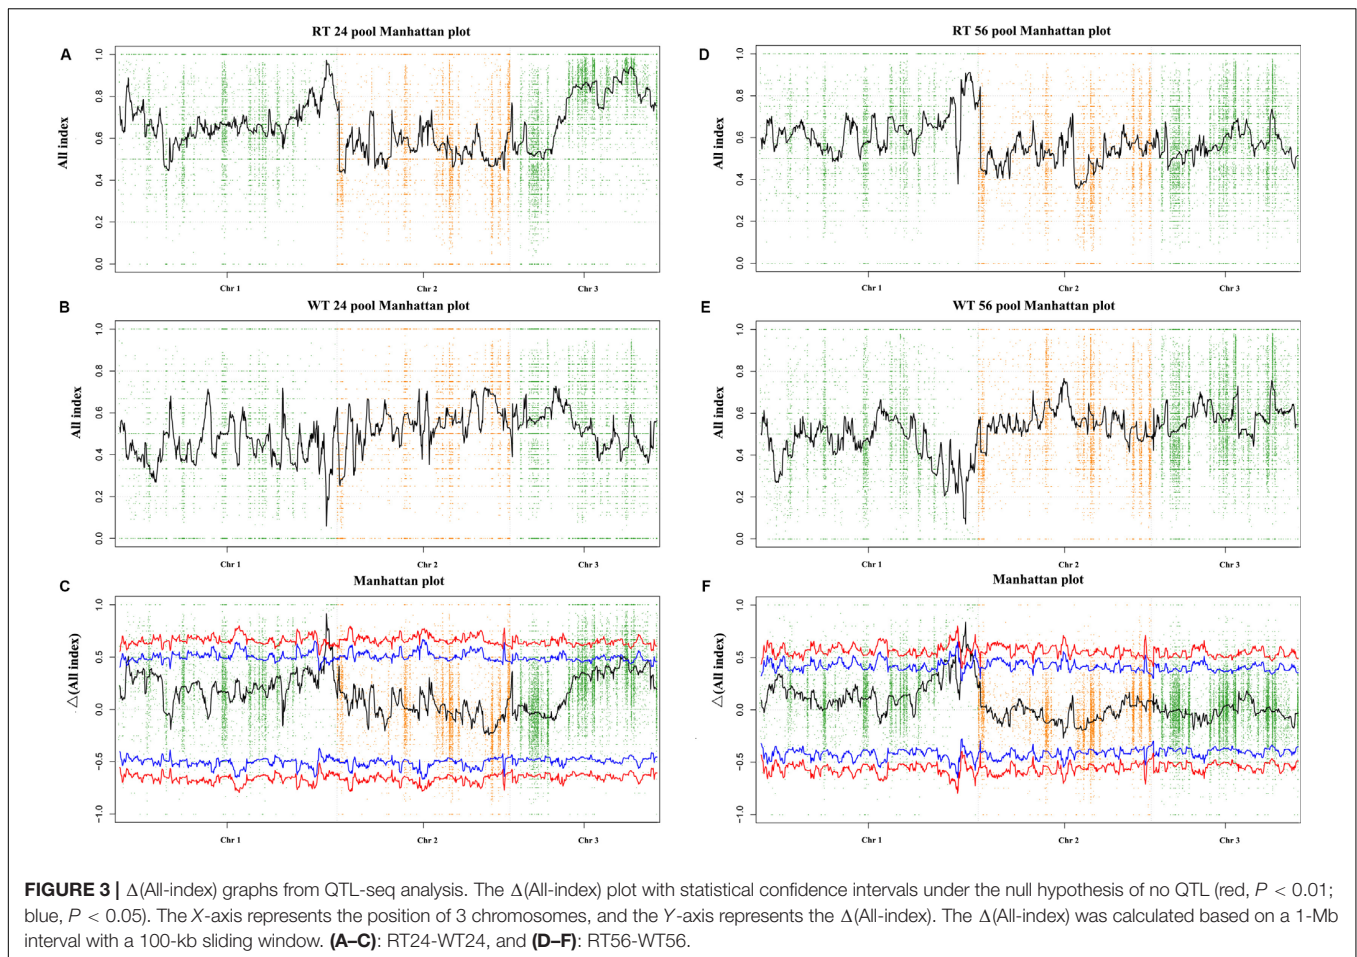 RT 24 pool Manhattan plot
A
All index
1.0
0.8
0.6
0.4
0.2
0.0
Chr 1
Chr 2
Chr 3
RT 56 pool Manhattan plot
D
All index
1.0
0.8
0.6
0.4
0.2
0.0
Chr 1
Chr 2
Chr 3
WT 24 pool Manhattan plot
B
All index
1.0
0.8
0.6
0.4
0.2
0.0
Chr 1
Chr 2
Chr 3
WT 56 pool Manhattan plot
E
All index
1.0
0.8
0.6
0.4
0.2
0.0
Chr 1
Chr 2
Chr 3
Manhattan plot
C
△(All index)
1.0
0.5
0.0
−0.5
−1.0
Chr 1
Chr 2
Chr 3
Manhattan plot
F
△(All index)
1.0
0.5
0.0
−0.5
−1.0
Chr 1
Chr 2
Chr 3
FIGURE 3 | Δ(All-index) graphs from QTL-seq analysis. The Δ(All-index) plot with statistical confidence intervals under the null hypothesis of no QTL (red, P < 0.01;
blue, P < 0.05). The X-axis represents the position of 3 chromosomes, and the Y-axis represents the Δ(All-index). The Δ(All-index) was calculated based on a 1-Mb
interval with a 100-kb sliding window. (A–C): RT24-WT24, and (D–F): RT56-WT56.